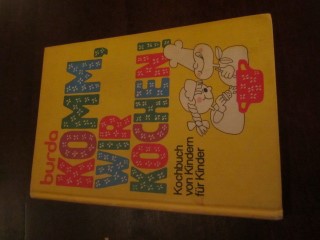 burda
KOMM,
WIR
KOCHEN!
Kochbuch
von Kindern
für Kinder